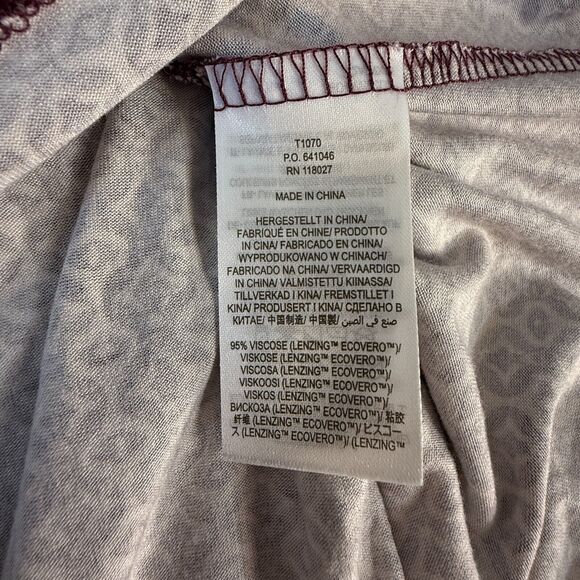 T1070
P.O. 641046
RN 118027
MADE IN CHINA
HERGESTELLT IN CHINA/
FABRIQUÉ EN CHINE/ PRODOTTO
IN CINA/ FABRICADO EN CHINA/
WYPRODUKOWANO W CHINACH/
FABRICADO NA CHINA/ VERVAARDIGD
IN CHINA/ VALMISTETTU KIINASSA/
TILLVERKAD I KINA/ FREMSTILLET I
KINA/ PRODUSERT I KINA/ СДЕЛАНО В
КИТАЕ/ 中国制造/ 中国製/ صنع في الصين
95% VISCOSE (LENZING™ ECOVERO™)/
VISKOSE (LENZING™ ECOVERO™)/
VISCOSA (LENZING™ ECOVERO™)/
VISKOOSI (LENZING™ ECOVERO™)/
VISKOS (LENZING™ ECOVERO™)/
ВИСКОЗА (LENZING™ ECOVERO™)/ 粘胶
纤维 (LENZING™ ECOVERO™)/ ビスコー
ス (LENZING™ ECOVERO™)/ (LENZING™